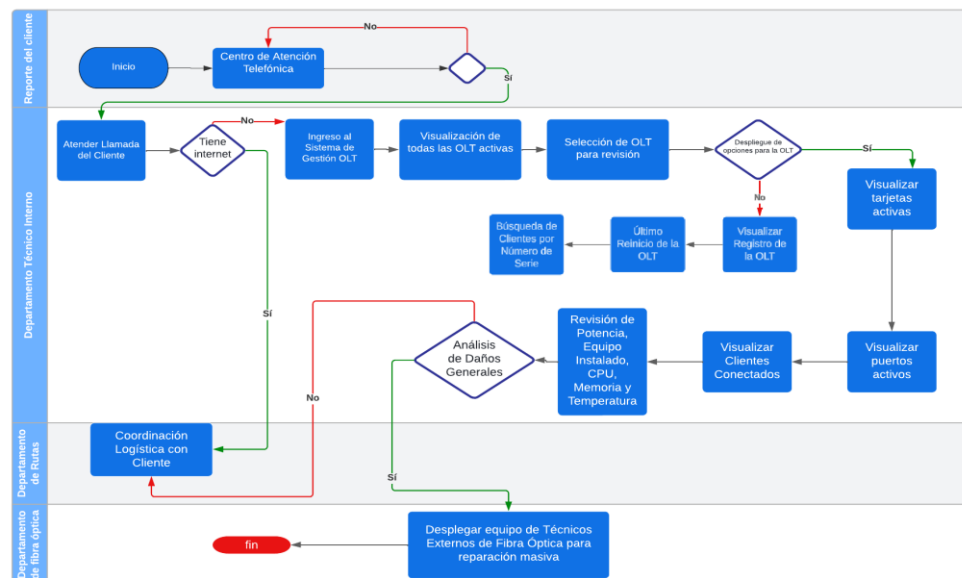 Reporte del cliente
Inicio
Centro de Atención
Telefónica
No
Sí
Departamento Técnico Interno
Atender Llamada
del Cliente
Tiene
internet
No
Sí
Ingreso al
Sistema de
Gestión OLT
Visualización de
todas las OLT activas
Selección de OLT
para revisión
Despliegue de
opciones para la OLT
Sí
No
Visualizar
tarjetas
activas
Búsqueda de
Clientes por
Número de
Serie
Último
Reinicio de la
OLT
Visualizar
Registro de
la OLT
Análisis
de Daños
Generales
No
Sí
Revisión de
Potencia,
Equipo
Instalado,
CPU,
Memoria y
Temperatura
Visualizar
Clientes
Conectados
Visualizar
puertos
activos
Departamento
de Rutas
Coordinación
Logística con
Cliente
Departamento
de fibra óptica
fin
Desplegar equipo de Técnicos
Externos de Fibra Óptica para
reparación masiva